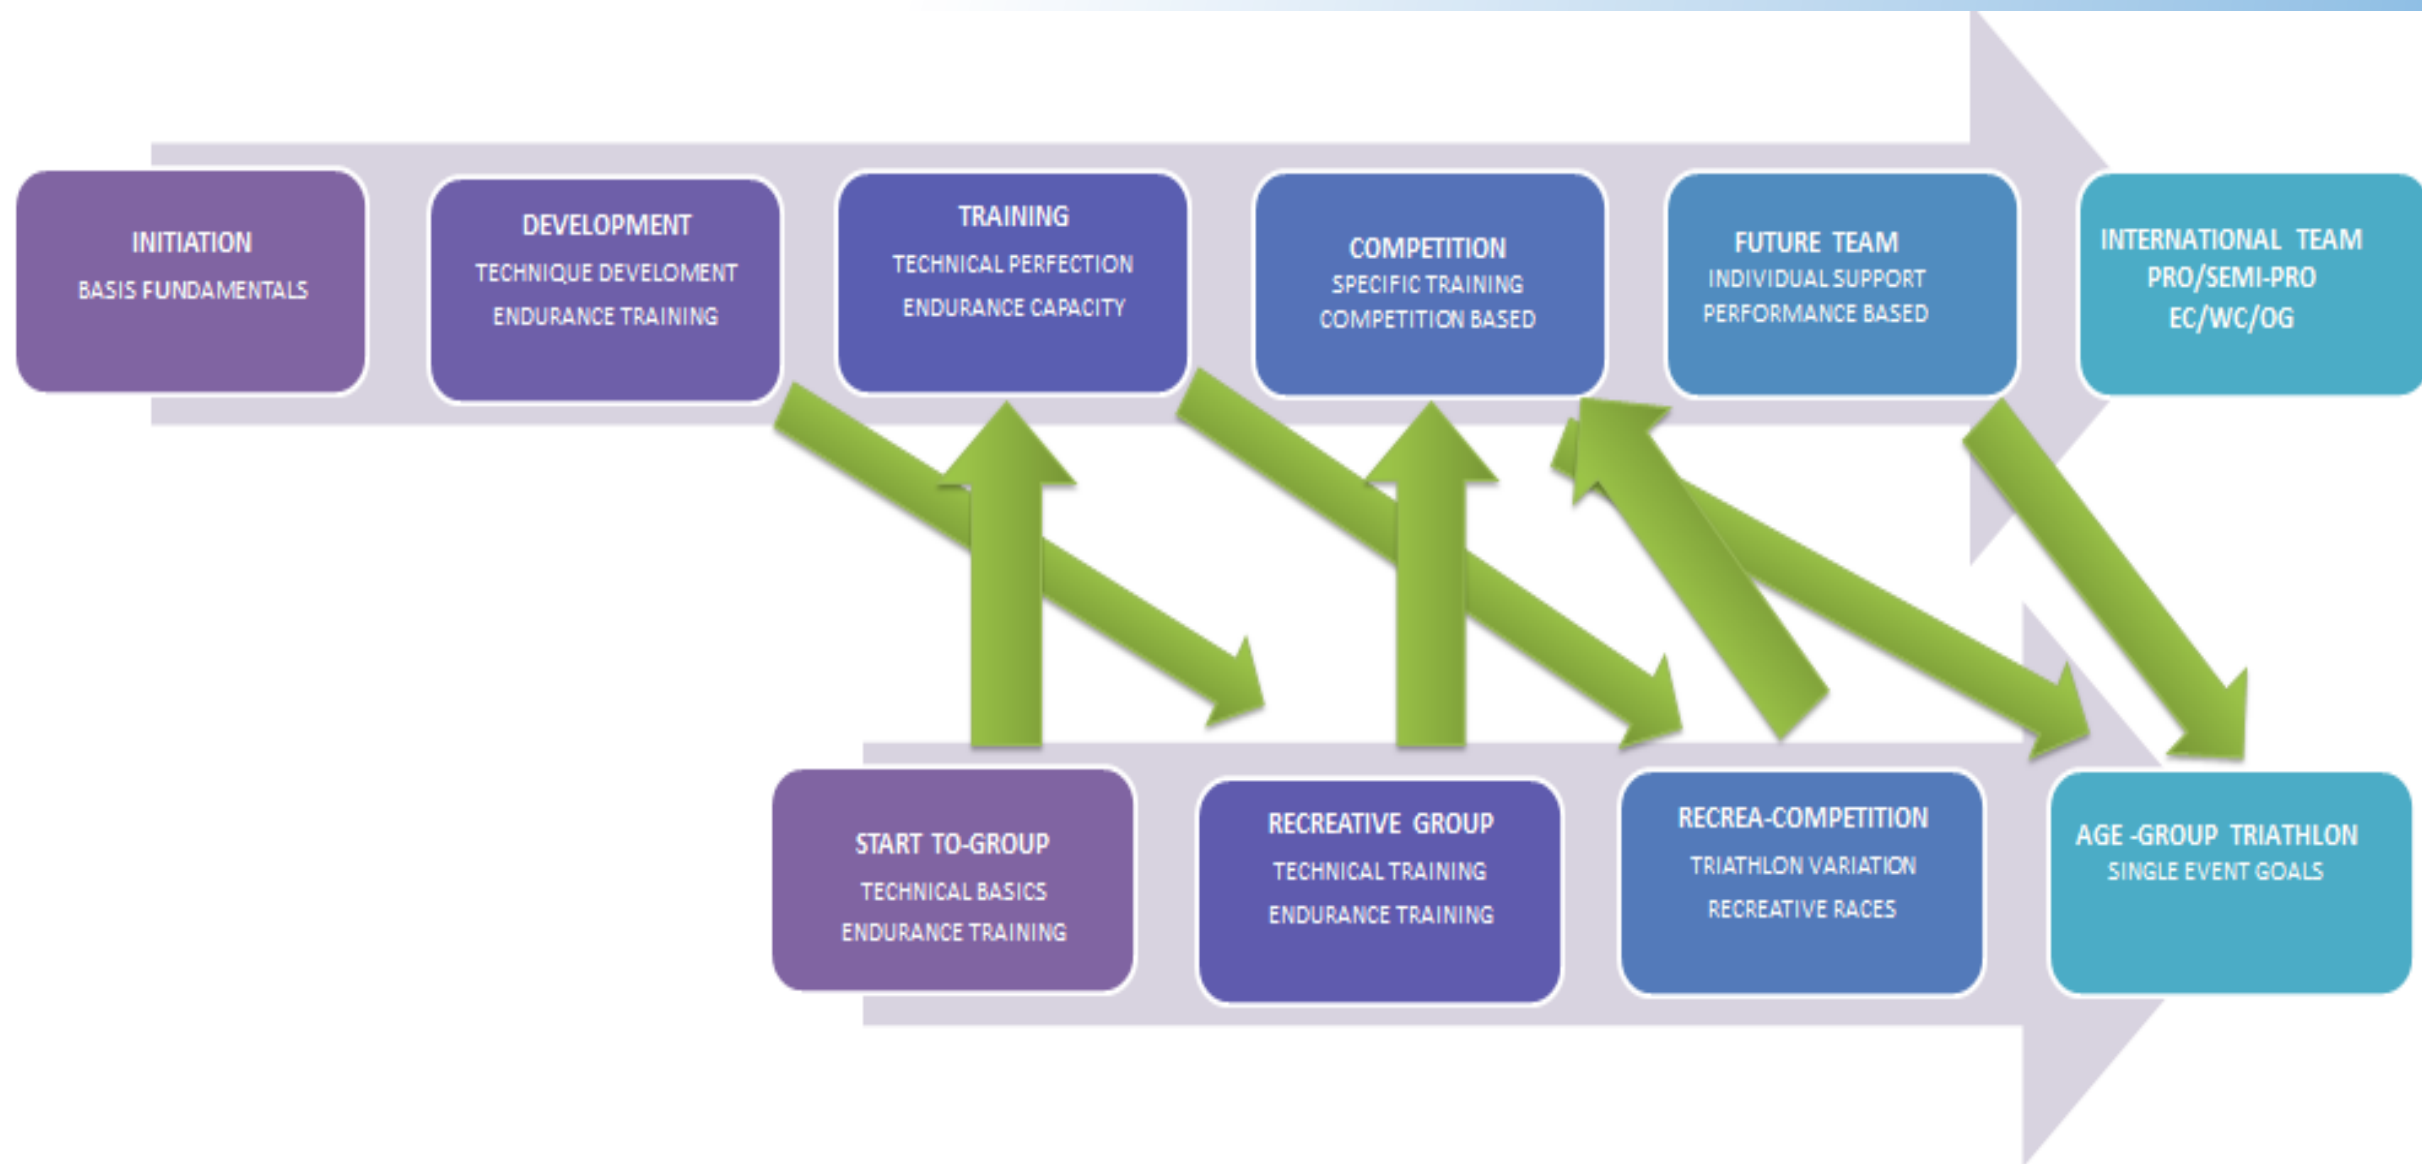 INITIATION
BASIS FUNDAMENTALS
DEVELOPMENT
TECHNIQUE DEVELOMENT
ENDURANCE TRAINING
TRAINING
TECHNICAL PERFECTION
ENDURANCE CAPACITY
COMPETITION
SPECIFIC TRAINING
COMPETITION BASED
FUTURE TEAM
INDIVIDUAL SUPPORT
PERFORMANCE BASED
INTERNATIONAL TEAM
PRO/SEMI-PRO
EC/WC/OG
START TO-GROUP
TECHNICAL BASICS
ENDURANCE TRAINING
RECREATIVE GROUP
TECHNICAL TRAINING
ENDURANCE TRAINING
RECREA-COMPETITION
TRIATHLON VARIATION
RECREATIVE RACES
AGE -GROUP TRIATHLON
SINGLE EVENT GOALS